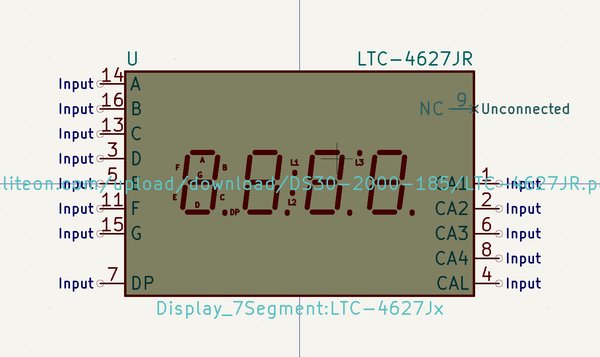 U LTC-4627JR
Input 14 A
Input 16 B NC 9 Unconnected
Input 13 C
Input 3 D
A B C D E F G DP L1 L2 L3
Input 5 CA1 1 Input
liteon.com/upload/download/DS30-2000-185/LTC-4627JR.p
Input 11 F CA2 2 Input
Input 15 G CA3 6 Input
CA4 8 Input
Input 7 DP CAL 4 Input
Display_7Segment:LTC-4627Jx